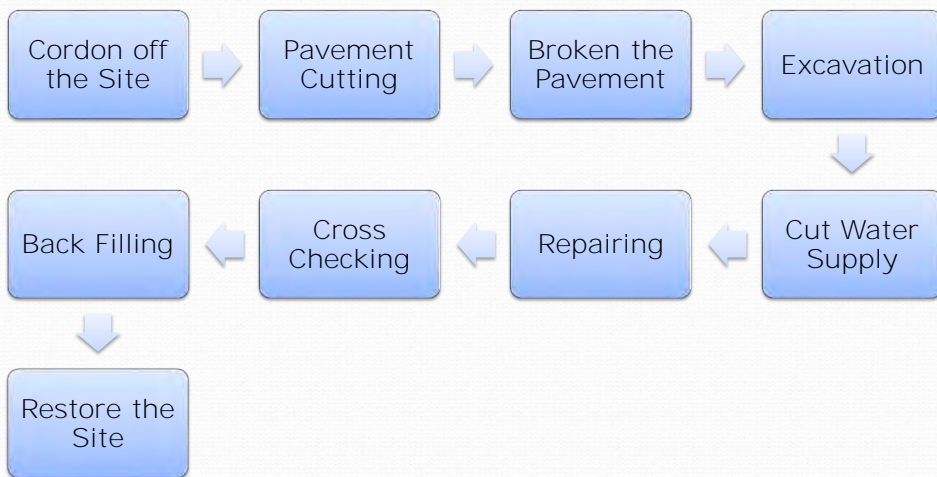 Cordon off
the Site
Pavement
Cutting
Broken the
Pavement
Excavation
Cut Water
Supply
Repairing
Cross
Checking
Back Filling
Restore the
Site